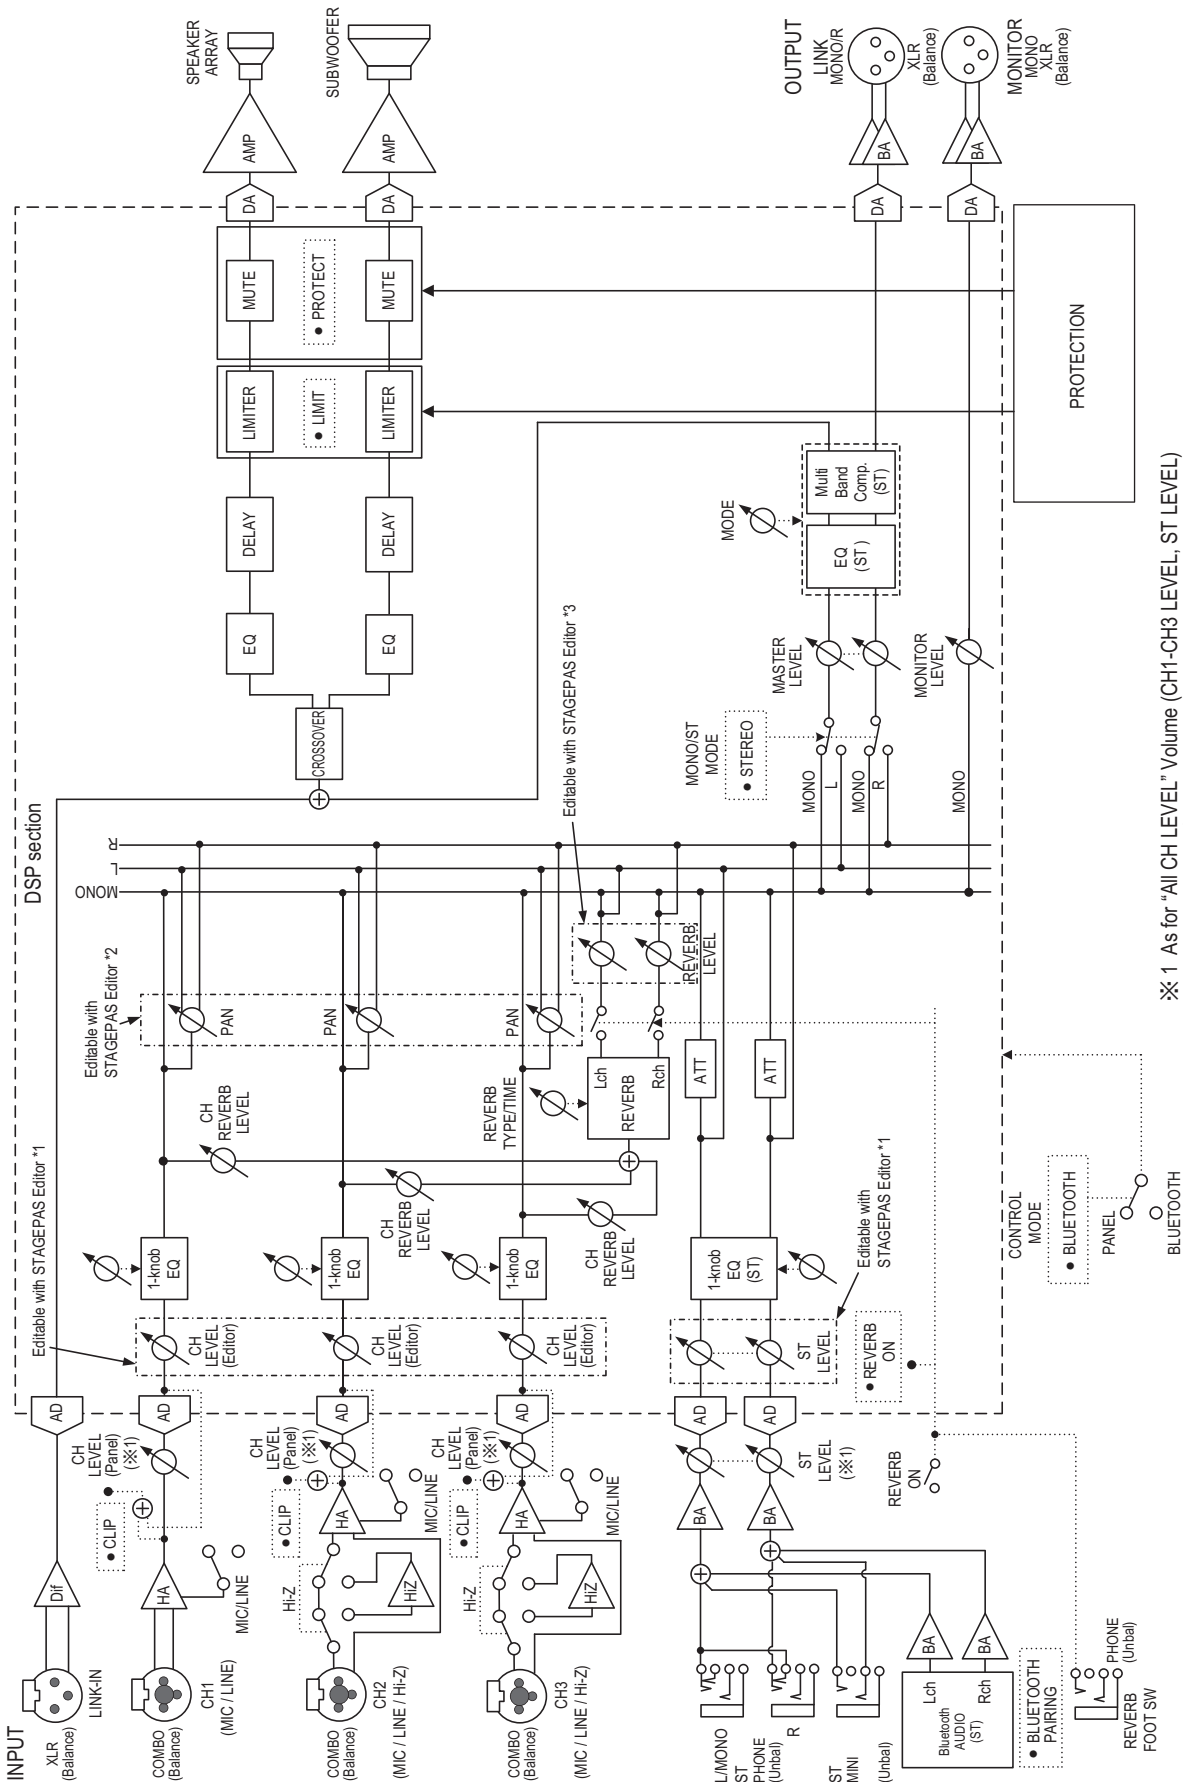 INPUT
XLR
(Balance)
LINK-IN
COMBO
(Balance)
CH1
(MIC / LINE)
COMBO
(Balance)
CH2
(MIC / LINE / Hi-Z)
COMBO
(Balance)
CH3
(MIC / LINE / Hi-Z)
L/MONO
ST
PHONE
(Unbal)
R
ST
MINI
(Unbal)
Bluetooth
AUDIO
(ST)
Lch
Rch
● BLUETOOTH
PAIRING
REVERB
FOOT SW
PHONE
(Unbal)
Dif
HA
MIC/LINE
● CLIP
CH
LEVEL
(Panel)
(※1)
AD
AD
Hi-Z
HiZ
HA
MIC/LINE
● CLIP
CH
LEVEL
(Panel)
(※1)
AD
Hi-Z
HiZ
HA
MIC/LINE
● CLIP
CH
LEVEL
(Panel)
(※1)
AD
BA
BA
BA
BA
ST
LEVEL
(※1)
AD
AD
REVERB
ON
● REVERB
ON
DSP section
Editable with STAGEPAS Editor *1
CH
LEVEL
(Editor)
CH
LEVEL
(Editor)
CH
LEVEL
(Editor)
ST
LEVEL
Editable with
STAGEPAS Editor *1
1-knob
EQ
1-knob
EQ
1-knob
EQ
1-knob
EQ
(ST)
CH
REVERB
LEVEL
CH
REVERB
LEVEL
CH
REVERB
LEVEL
REVERB
TYPE/TIME
REVERB
Lch
Rch
ATT
ATT
Editable with
STAGEPAS Editor *2
PAN
PAN
PAN
REVERB
LEVEL
Editable with STAGEPAS Editor *3
MONO
L
R
CONTROL
MODE
● BLUETOOTH
PANEL
BLUETOOTH
MONO
L
MONO
R
MONO
MONO/ST
MODE
● STEREO
MASTER
LEVEL
MONITOR
LEVEL
MODE
EQ
(ST )
Multi
Band
Comp.
(ST)
CROSSOVER
EQ
EQ
DELAY
DELAY
LIMITER
● LIMIT
LIMITER
MUTE
● PROTECT
MUTE
PROTECTION
DA
DA
DA
DA
AMP
AMP
BA
BA
SPEAKER
ARRAY
SUBWOOFER
OUTPUT
LINK
MONO/R
XLR
(Balance)
MONITOR
MONO
XLR
(Balance)
※1 As for "All CH LEVEL" Volume (CH1-CH3 LEVEL, ST LEVEL)